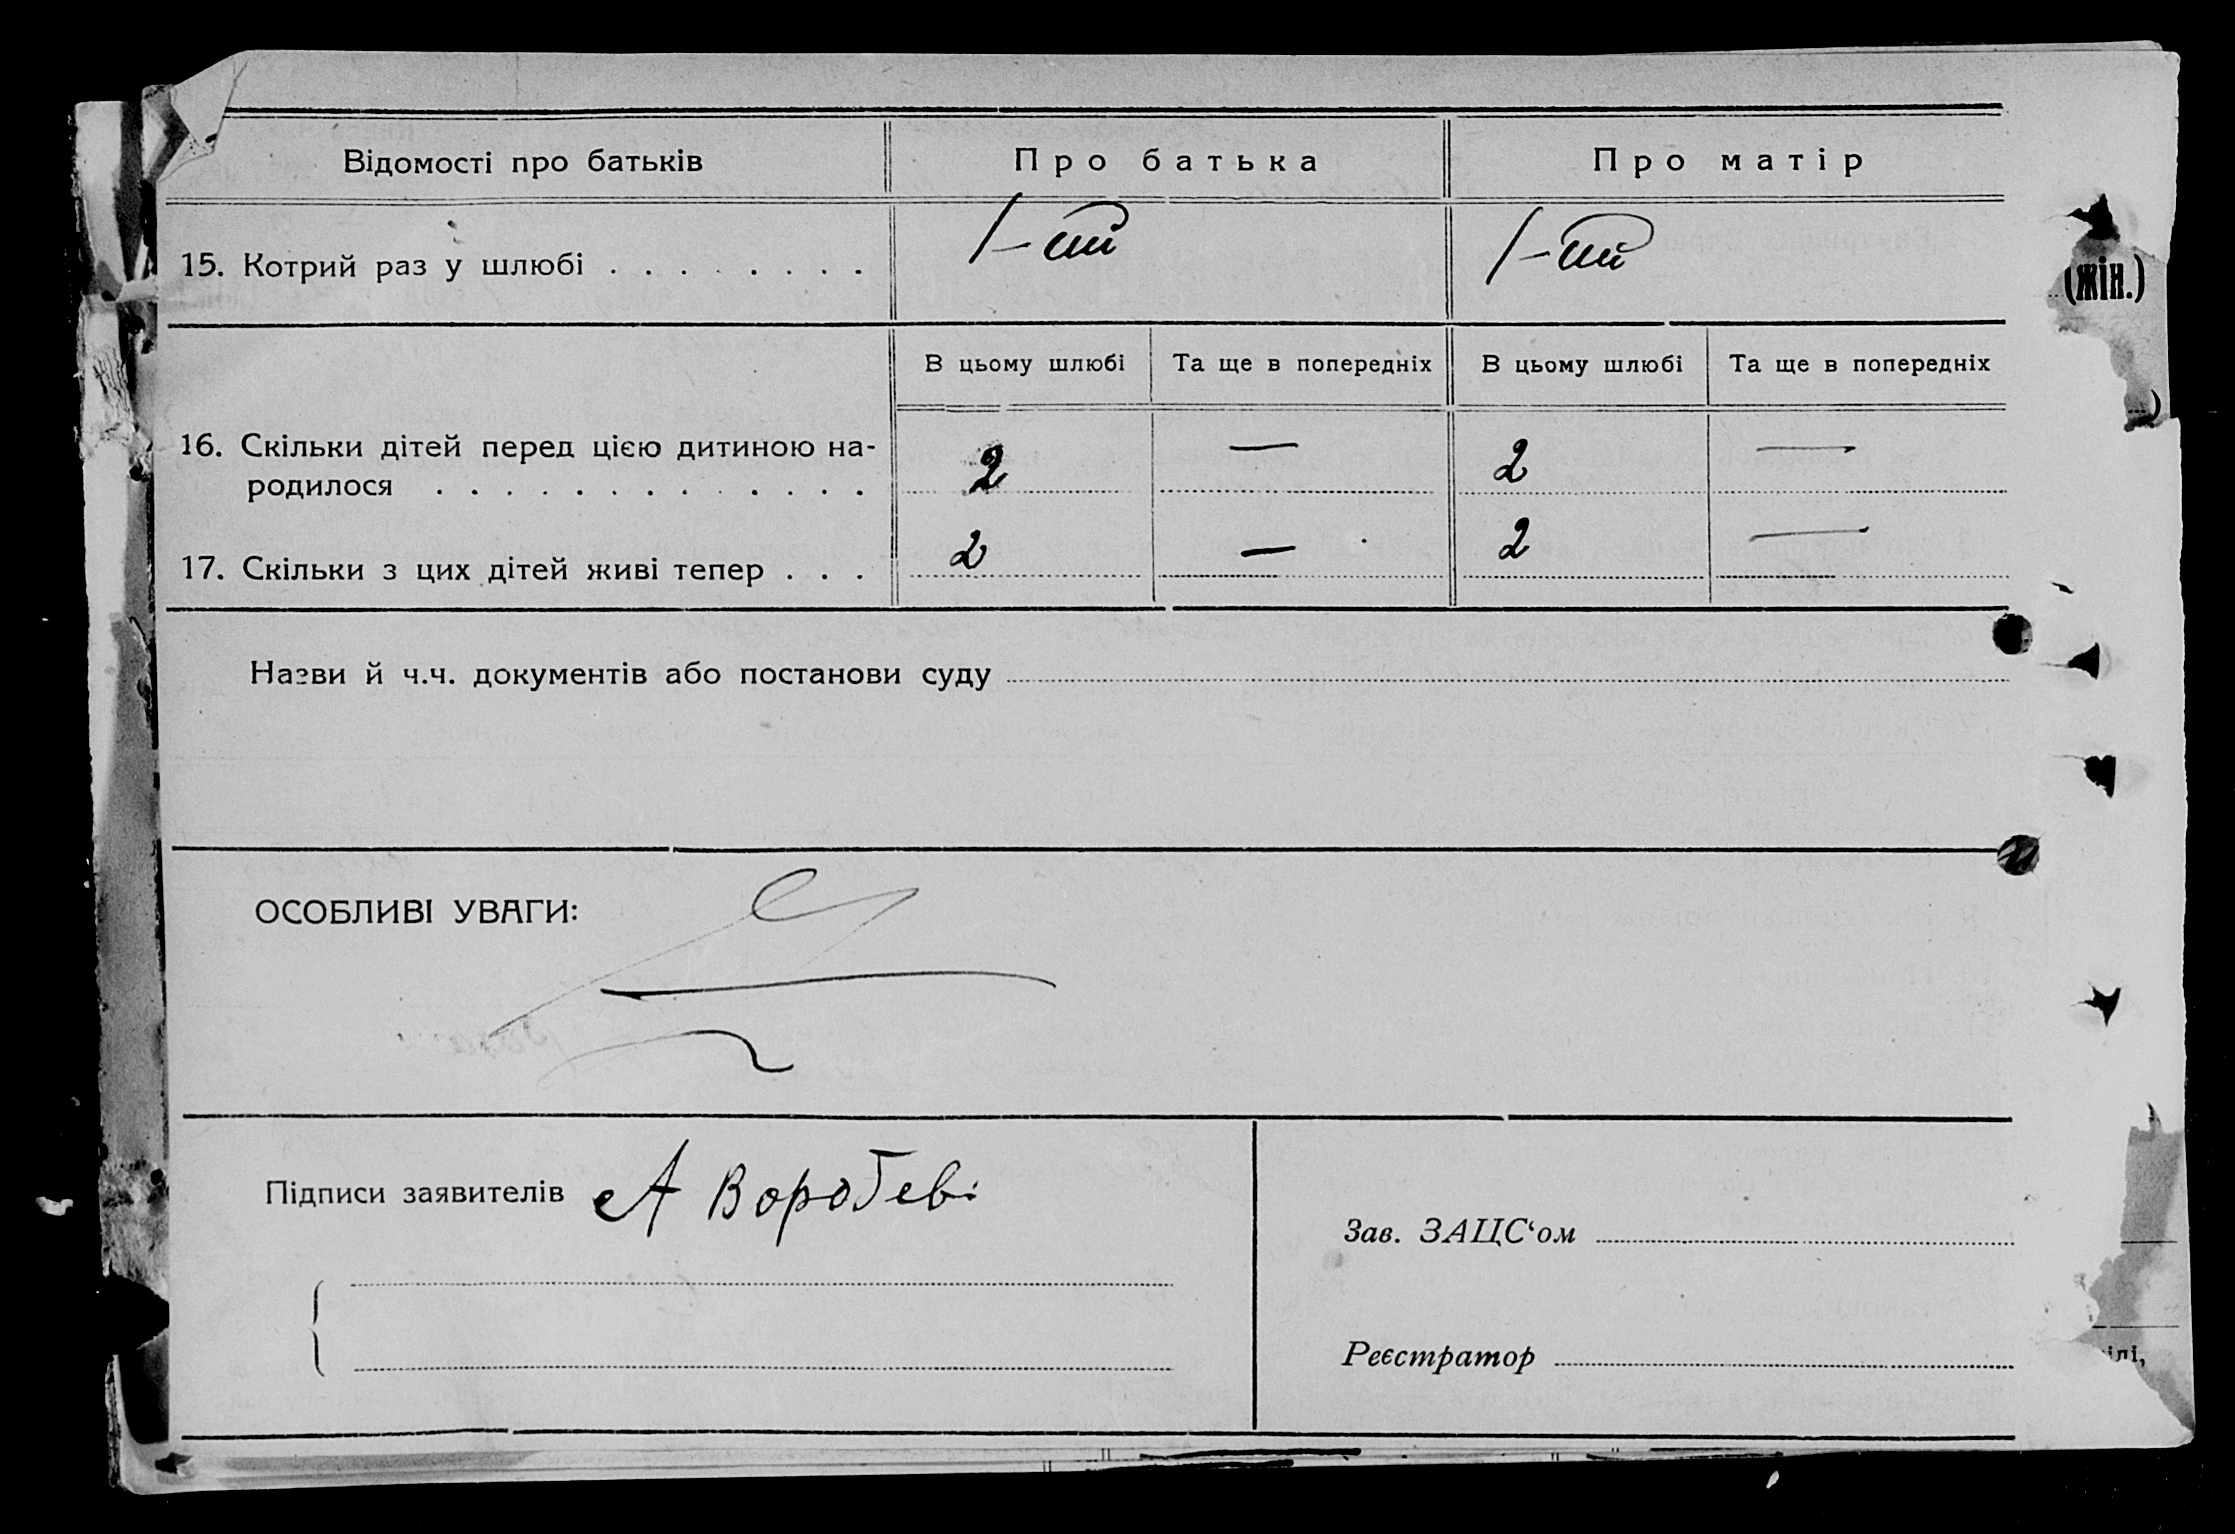 Відомості про батьків Про батька Про матір
15. Котрий раз у шлюбі . . . . . . . . 1-ий 1-ий
(жін.)
В цьому шлюбі Та ще в попередніх В цьому шлюбі Та ще в попередніх
16. Скільки дітей перед цією дитиною на-
родилося . . . . . . . . . . . . . 2 — 2 —
17. Скільки з цих дітей живі тепер . . . 2 — 2 —
Назви й ч.ч. документів або постанови суду
ОСОБЛИВІ УВАГИ:
Підписи заявителів А Воробеві
Зав. ЗАЦС‘ом
Реєстратор